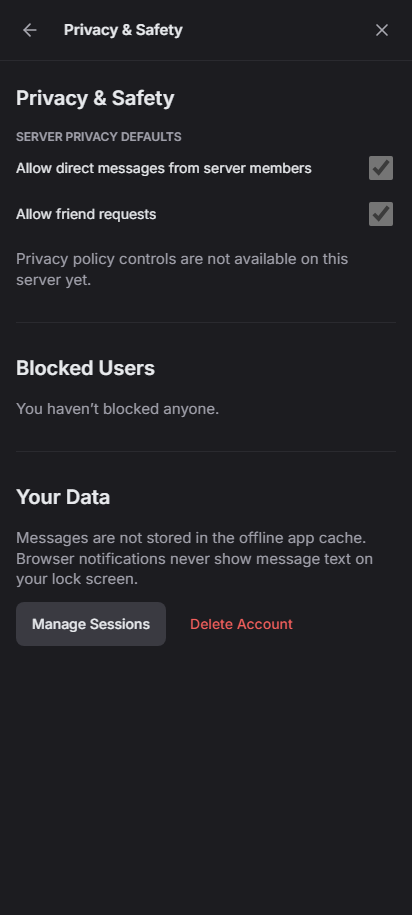 Privacy & Safety
Privacy & Safety
SERVER PRIVACY DEFAULTS
Allow direct messages from server members
Allow friend requests
Privacy policy controls are not available on this
server yet.
Blocked Users
You haven’t blocked anyone.
Your Data
Messages are not stored in the offline app cache.
Browser notifications never show message text on
your lock screen.
Manage Sessions
Delete Account